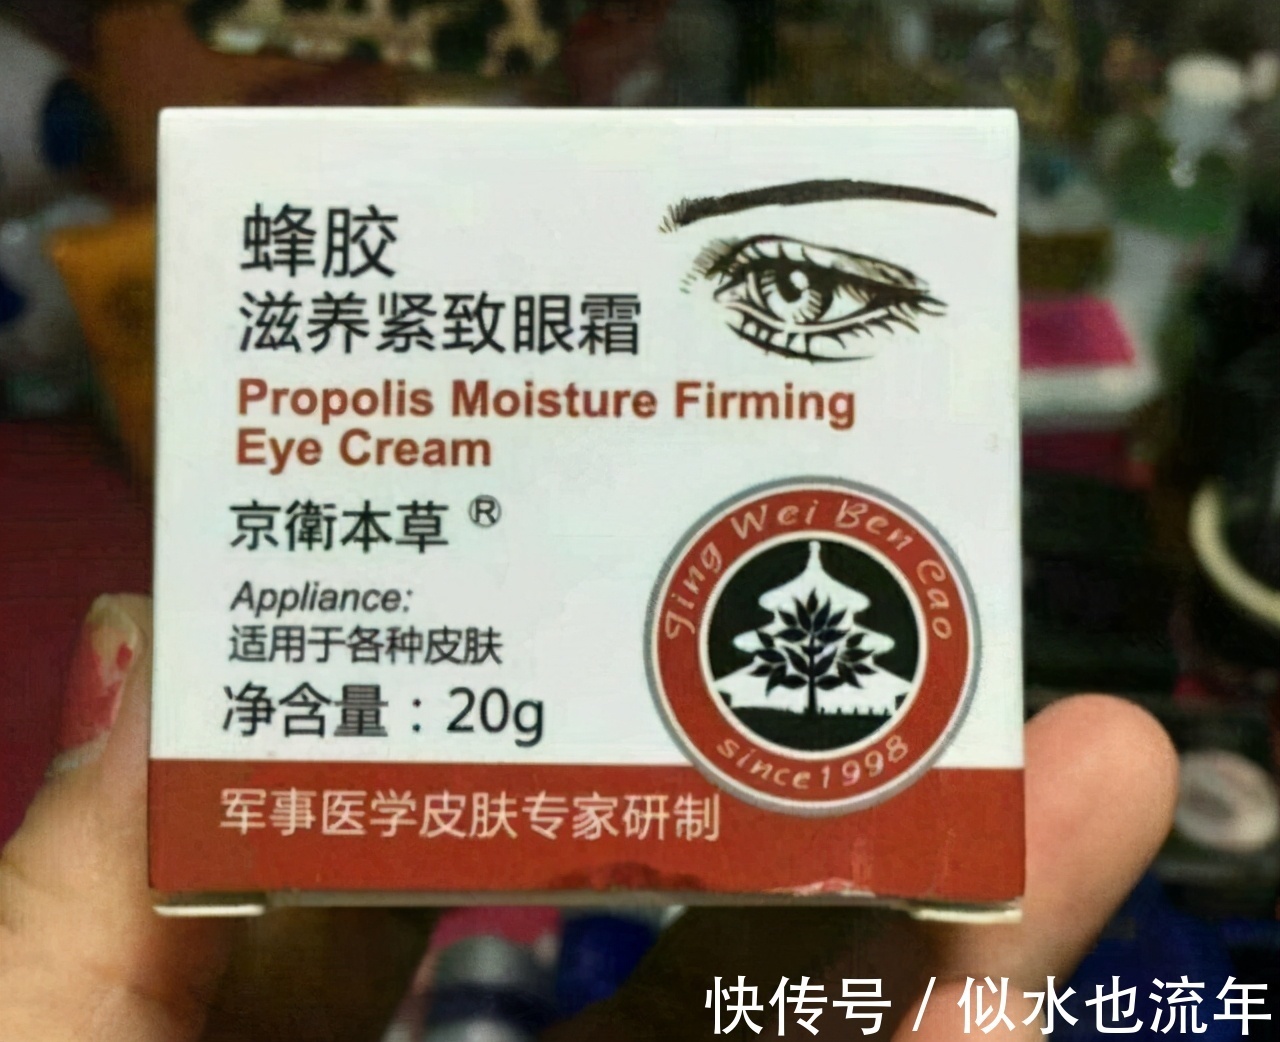 蜂胶
滋养紧致眼霜
Propolis Moisture Firming
Eye Cream
京衛本草 ®
Appliance:
适用于各种皮肤
净含量：20g
Jing Wei Ben Cao
since1998
军事医学皮肤专家研制
快传号 / 似水也流年